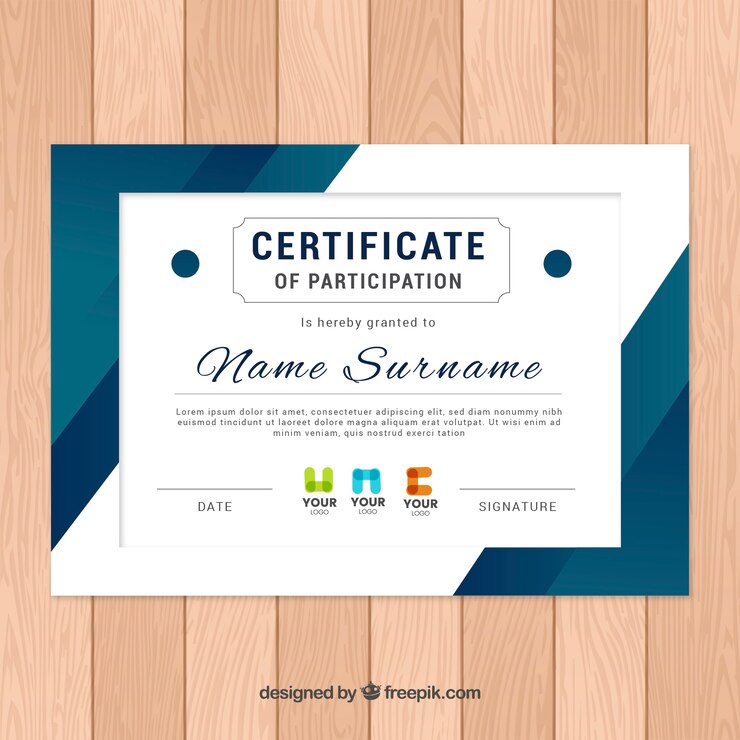 CERTIFICATE
OF PARTICIPATION
Is hereby granted to
Name Surname
Lorem ipsum dolor sit amet, consectetuer adipiscing elit, sed diam nonummy
nibh euismod tincidunt ut laoreet dolore magna aliquam erat volutpat. Ut wisi
enim ad minim veniam, quis nostrud exerci tation
DATE
YOUR
LOGO
YOUR
LOGO
YOUR
LOGO
SIGNATURE
designed by freepik.com